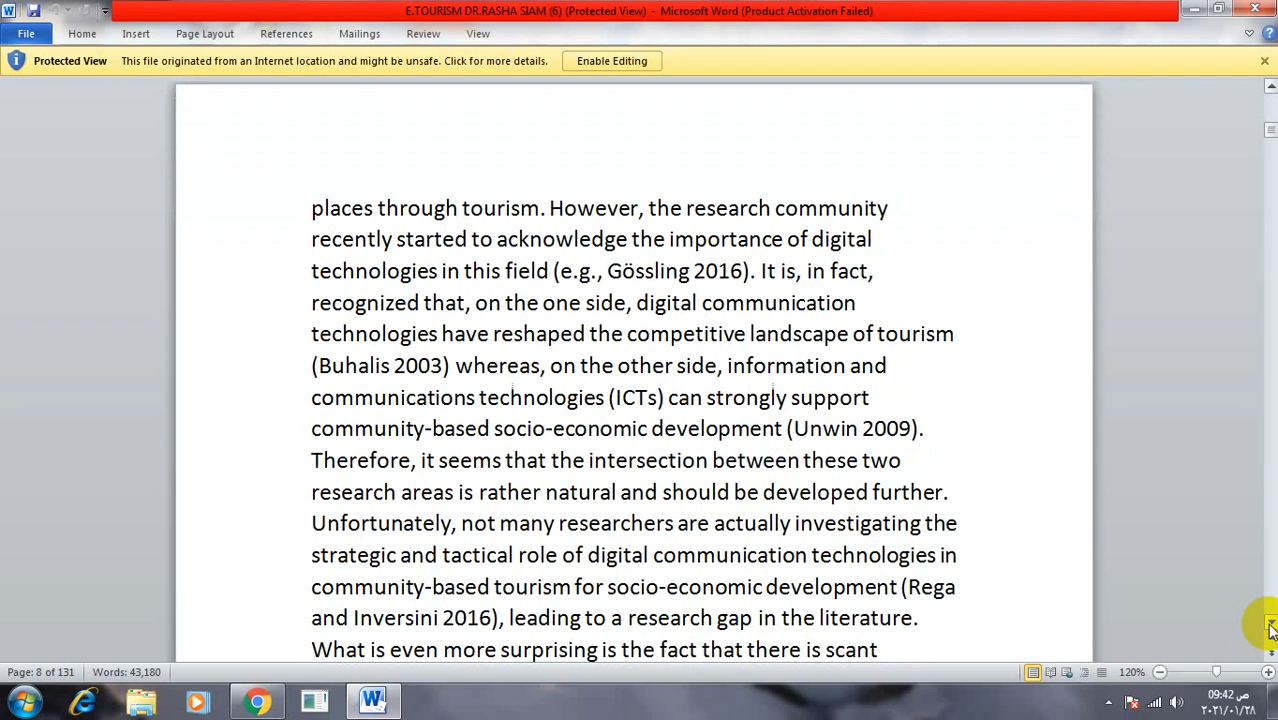 E.TOURISM DR.RASHA SIAM (6) (Protected View) - Microsoft Word (Product Activation Failed)
File Home Insert Page Layout References Mailings Review View
Protected View This file originated from an Internet location and might be unsafe. Click for more details. Enable Editing
places through tourism. However, the research community
recently started to acknowledge the importance of digital
technologies in this field (e.g., Gössling 2016). It is, in fact,
recognized that, on the one side, digital communication
technologies have reshaped the competitive landscape of tourism
(Buhalis 2003) whereas, on the other side, information and
communications technologies (ICTs) can strongly support
community-based socio-economic development (Unwin 2009).
Therefore, it seems that the intersection between these two
research areas is rather natural and should be developed further.
Unfortunately, not many researchers are actually investigating the
strategic and tactical role of digital communication technologies in
community-based tourism for socio-economic development (Rega
and Inversini 2016), leading to a research gap in the literature.
What is even more surprising is the fact that there is scant
Page: 8 of 131 Words: 43,180 120%
09:42 ص
٢٠٢١/٠١/٢٨